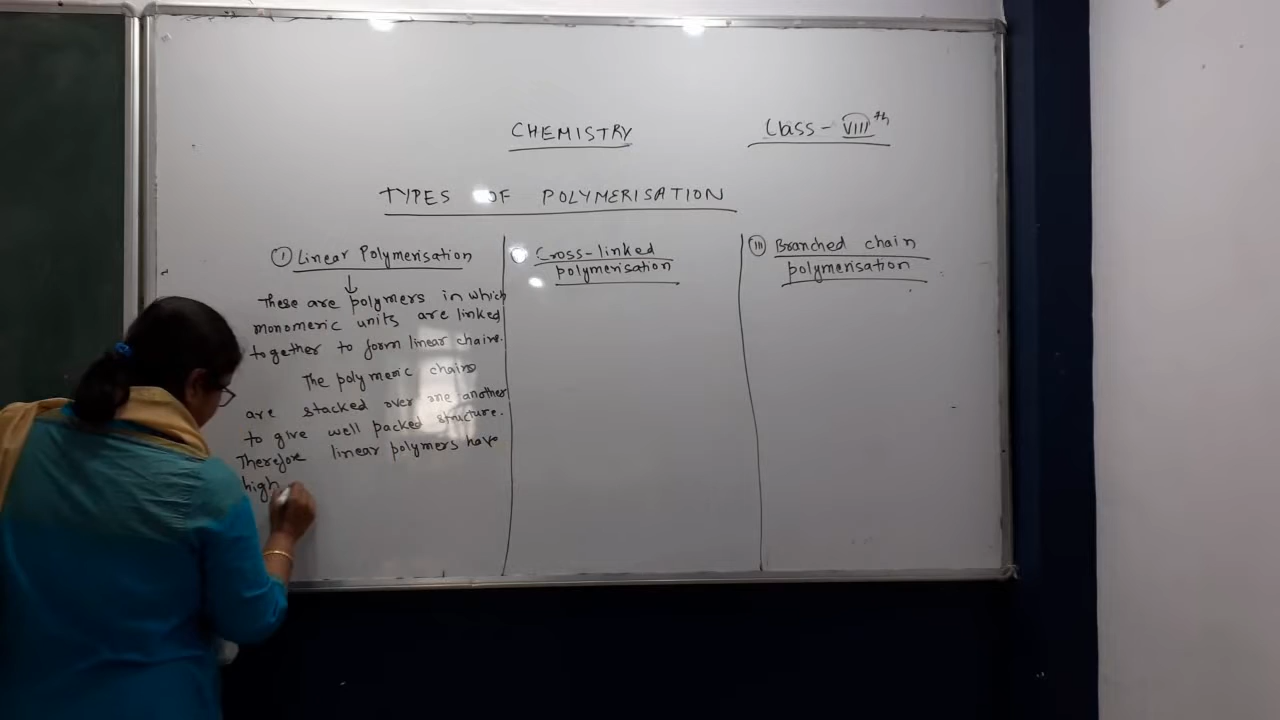 CHEMISTRY
Class - VIIIth
TYPES OF POLYMERISATION
(I) Linear Polymerisation
These are polymers in which
monomeric units are linked
together to form linear chains.
The polymeric chains
are stacked over one another
to give well packed structure.
Therefore linear polymers have
high
Cross-linked
polymerisation
(III) Branched chain
polymerisation